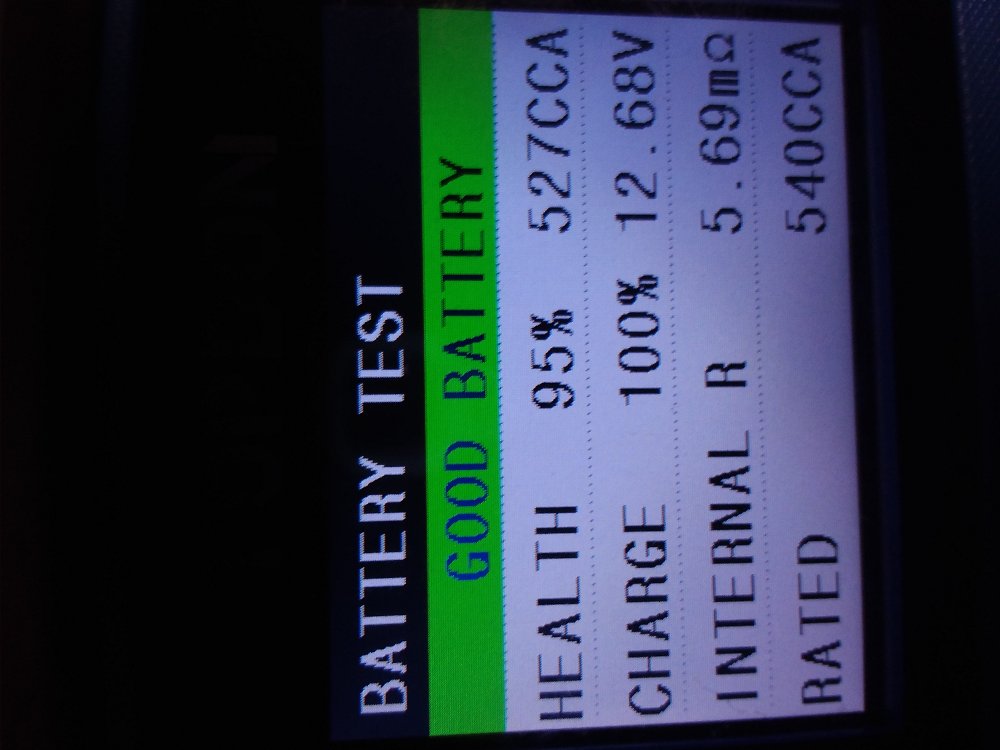 BATTERY TEST
GOOD BATTERY
HEALTH 95% 527CCA
CHARGE 100% 12.68V
INTERNAL R 5.69mΩ
RATED 540CCA